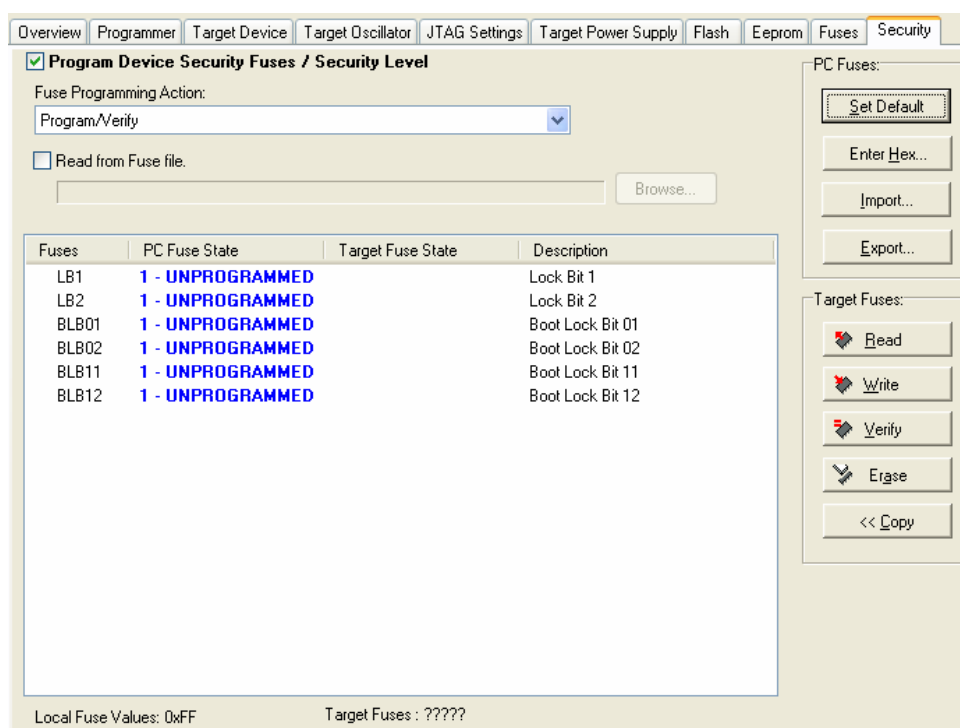 Overview Programmer Target Device Target Oscillator JTAG Settings Target Power Supply Flash Eeprom Fuses Security
Program Device Security Fuses / Security Level
Fuse Programming Action:
Program/Verify
Read from Fuse file.
Browse...
Fuses PC Fuse State Target Fuse State Description
LB1 1 - UNPROGRAMMED Lock Bit 1
LB2 1 - UNPROGRAMMED Lock Bit 2
BLB01 1 - UNPROGRAMMED Boot Lock Bit 01
BLB02 1 - UNPROGRAMMED Boot Lock Bit 02
BLB11 1 - UNPROGRAMMED Boot Lock Bit 11
BLB12 1 - UNPROGRAMMED Boot Lock Bit 12
Local Fuse Values: 0xFF Target Fuses : ?????
PC Fuses:
Set Default
Enter Hex...
Import...
Export...
Target Fuses:
Read
Write
Verify
Erase
<< Copy